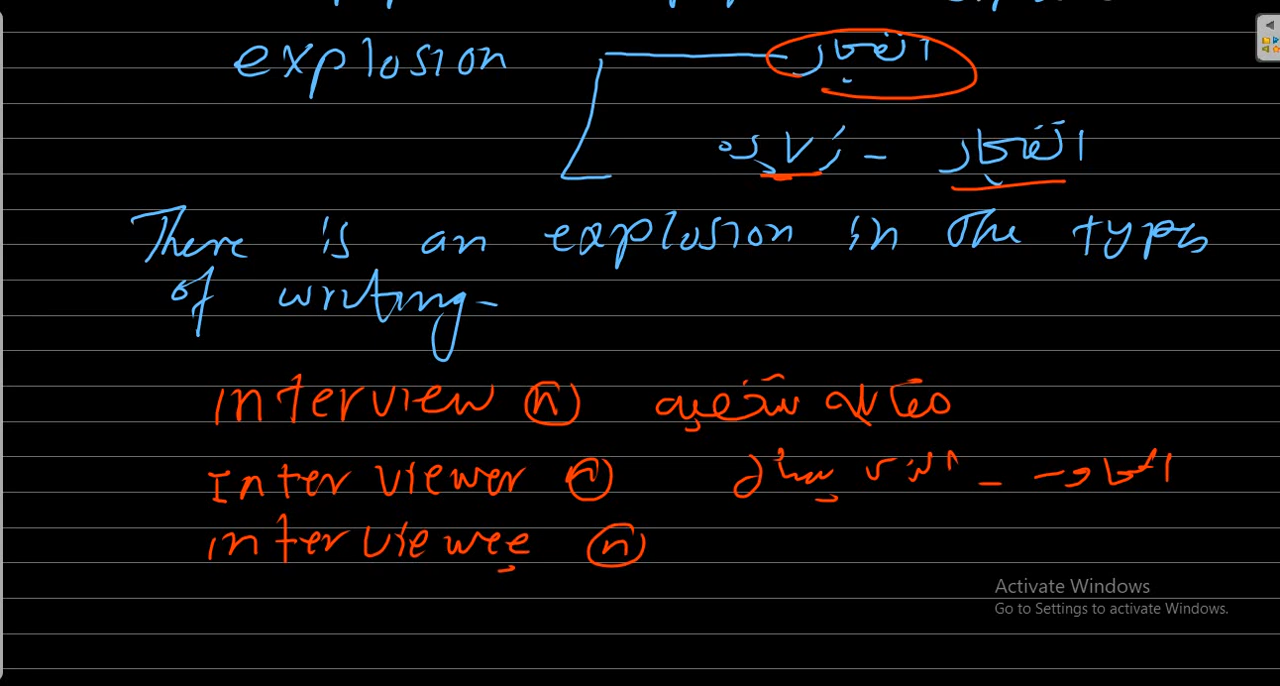 explosion انفجار
انفجار - زيادة
There is an explosion in the types
of writing-
interview (n) مقابلة شخصية
Interviewer (n) المحاور - الذى يسأل
interviewee (n)
Activate Windows
Go to Settings to activate Windows.